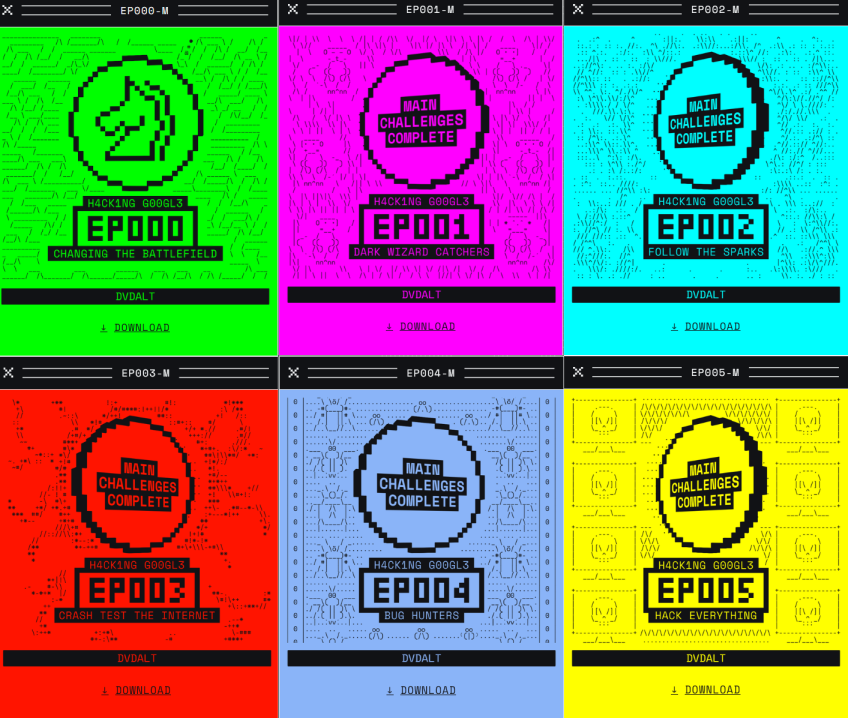 EP000-M
H4CK1NG G00GL3
EP000
CHANGING THE BATTLEFIELD
DVDALT
↓ DOWNLOAD
EP001-M
MAIN
CHALLENGES
COMPLETE
H4CK1NG G00GL3
EP001
DARK WIZARD CATCHERS
DVDALT
↓ DOWNLOAD
EP002-M
MAIN
CHALLENGES
COMPLETE
H4CK1NG G00GL3
EP002
FOLLOW THE SPARKS
DVDALT
↓ DOWNLOAD
EP003-M
MAIN
CHALLENGES
COMPLETE
H4CK1NG G00GL3
EP003
CRASH TEST THE INTERNET
DVDALT
↓ DOWNLOAD
EP004-M
MAIN
CHALLENGES
COMPLETE
H4CK1NG G00GL3
EP004
BUG HUNTERS
DVDALT
↓ DOWNLOAD
EP005-M
MAIN
CHALLENGES
COMPLETE
H4CK1NG G00GL3
EP005
HACK EVERYTHING
DVDALT
↓ DOWNLOAD